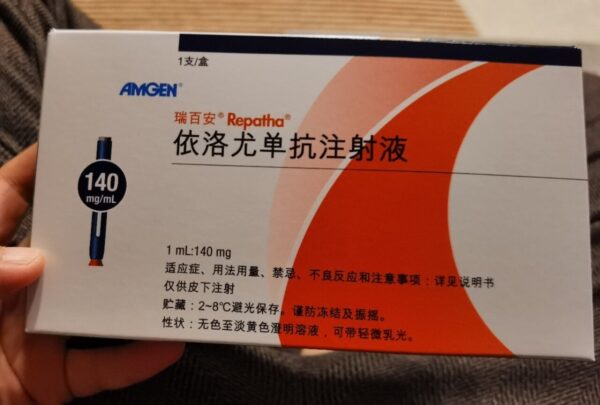 1支/盒
AMGEN®
瑞百安® Repatha®
依洛尤单抗注射液
140
mg/mL
1 mL:140 mg
适应症、用法用量、禁忌、不良反应和注意事项：详见说明书
仅供皮下注射
贮藏：2~8℃避光保存。谨防冻结及振摇。
性状：无色至淡黄色澄明溶液，可带轻微乳光。